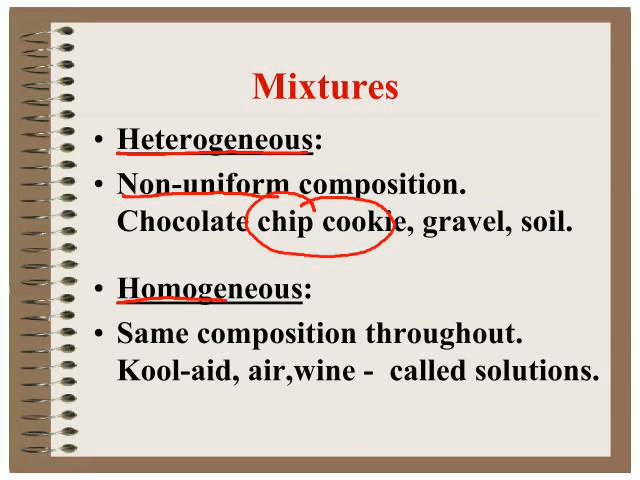 Mixtures
• Heterogeneous:
• Non-uniform composition.
Chocolate chip cookie, gravel, soil.
• Homogeneous:
• Same composition throughout.
Kool-aid, air,wine - called solutions.